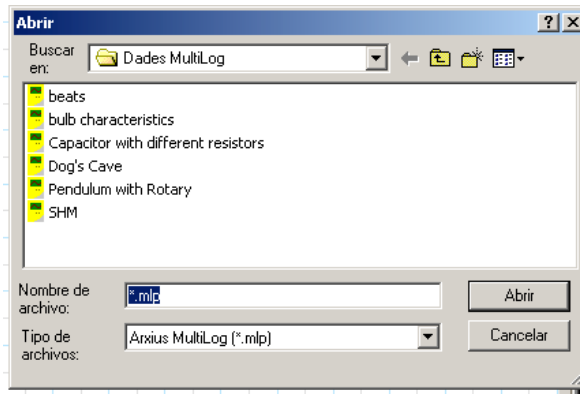 Abrir
Buscar en:
Dades MultiLog
beats
bulb characteristics
Capacitor with different resistors
Dog's Cave
Pendulum with Rotary
SHM
Nombre de archivo:
*.mlp
Abrir
Tipo de archivos:
Arxius MultiLog (*.mlp)
Cancelar